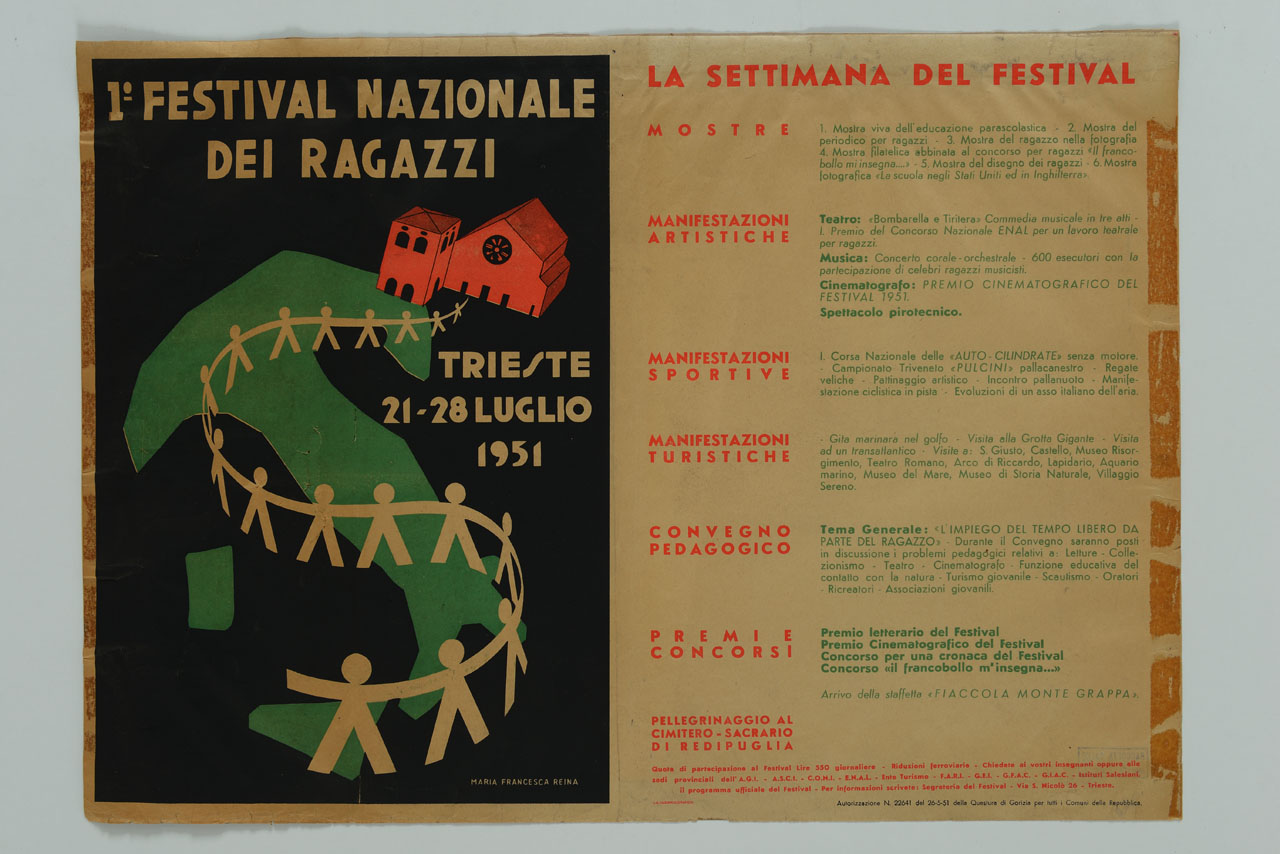 1º FESTIVAL NAZIONALE
DEI RAGAZZI
TRIESTE
21-28 LUGLIO
1951
MARIA FRANCESCA REINA
LA SETTIMANA DEL FESTIVAL
MOSTRE
1. Mostra viva dell'educazione parascolastica - 2. Mostra del
periodico per ragazzi - 3. Mostra del ragazzo nella fotografia
4. Mostra filatelica abbinata al concorso per ragazzi «Il franco-
bollo mi insegna...» - 5. Mostra del disegno dei ragazzi - 6. Mostra
fotografica «La scuola negli Stati Uniti ed in Inghilterra».
MANIFESTAZIONI
ARTISTICHE
Teatro: «Bombarella e Tiritera» Commedia musicale in tre atti -
I. Premio del Concorso Nazionale ENAL per un lavoro teatrale
per ragazzi.
Musica: Concerto corale-orchestrale - 600 esecutori con la
partecipazione di celebri ragazzi musicisti.
Cinematografo: PREMIO CINEMATOGRAFICO DEL
FESTIVAL 1951.
Spettacolo pirotecnico.
MANIFESTAZIONI
SPORTIVE
I. Corsa Nazionale delle «AUTO-CILINDRATE» senza motore.
- Campionato Triveneto «PULCINI» pallacanestro - Regate
veliche - Pattinaggio artistico - Incontro pallanuoto - Manife-
stazione ciclistica in pista - Evoluzioni di un asso italiano dell'aria.
MANIFESTAZIONI
TURISTICHE
- Gita marinara nel golfo - Visita alla Grotta Gigante - Visita
ad un transatlantico - Visite a: S. Giusto, Castello, Museo Risor-
gimento, Teatro Romano, Arco di Riccardo, Lapidario, Aquario
marino, Museo del Mare, Museo di Storia Naturale, Villaggio
Sereno.
CONVEGNO
PEDAGOGICO
Tema Generale: «L'IMPIEGO DEL TEMPO LIBERO DA
PARTE DEL RAGAZZO» - Durante il Convegno saranno posti
in discussione i problemi pedagogici relativi a: Letture - Colle-
zionismo - Teatro - Cinematografo - Funzione educativa del
contatto con la natura - Turismo giovanile - Scautismo - Oratori
- Ricreatori - Associazioni giovanili.
PREMI E
CONCORSI
Premio letterario del Festival
Premio Cinematografico del Festival
Concorso per una cronaca del Festival
Concorso «il francobollo m'insegna...»
Arrivo della staffetta «FIACCOLA MONTE GRAPPA».
PELLEGRINAGGIO AL
CIMITERO-SACRARIO
DI REDIPUGLIA
Quota di partecipazione al Festival Lire 550 giornaliere - Riduzioni ferroviarie - Chiedete ai vostri insegnanti oppure alle
sedi provinciali dell'A.G.I. - A.S.C.I. - C.O.N.I. - E.N.A.L. - Ente Turismo - F.A.R.I. - G.E.I. - G.F.A.C. - G.I.A.C. - Istituti Salesiani,
il programma ufficiale del Festival - Per informazioni scrivete: Segreteria del Festival - Via S. Nicolò 26 - Trieste.
Autorizzazione N. 22641 del 26-5-51 della Questura di Gorizia per tutti i Comuni della Repubblica.